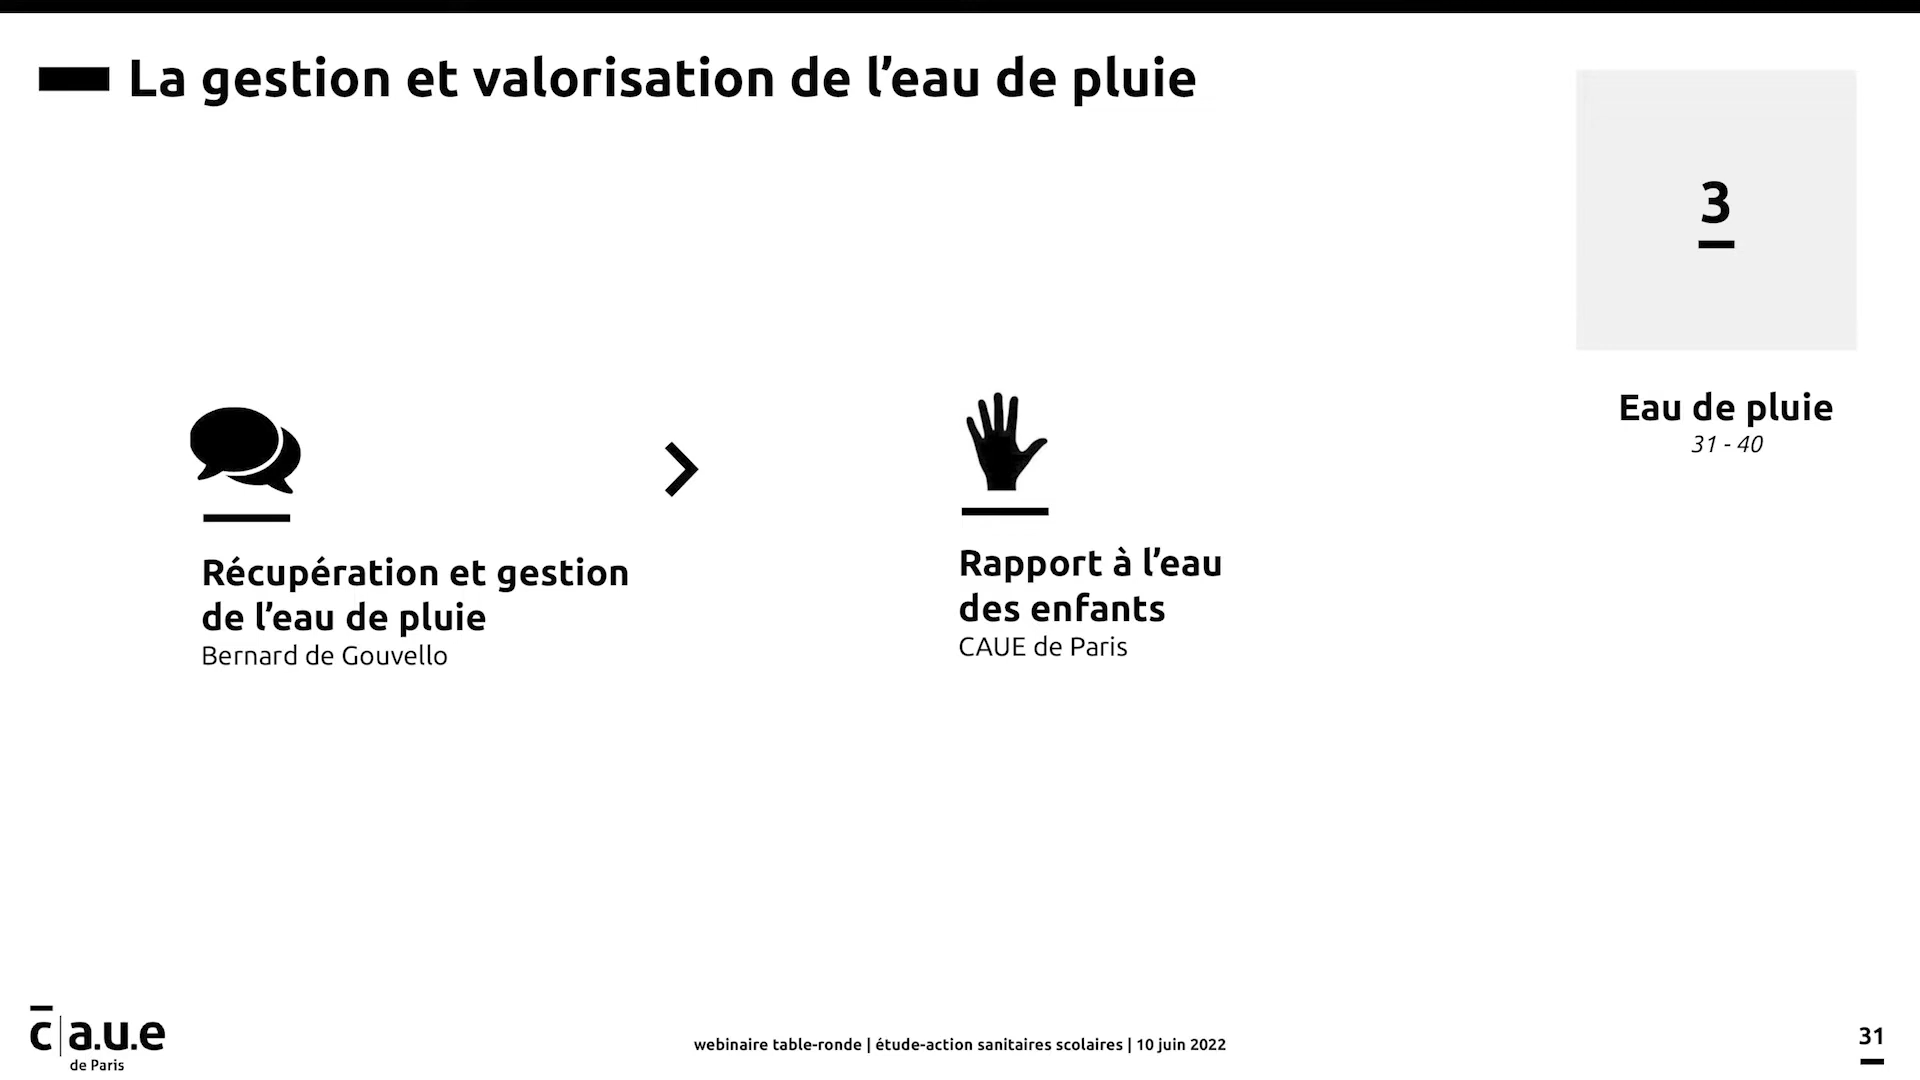 La gestion et valorisation de l’eau de pluie
3
Eau de pluie
31 - 40
Récupération et gestion
de l’eau de pluie
Bernard de Gouvello
Rapport à l’eau
des enfants
CAUE de Paris
c|a.u.e
de Paris
webinaire table-ronde | étude-action sanitaires scolaires | 10 juin 2022
31